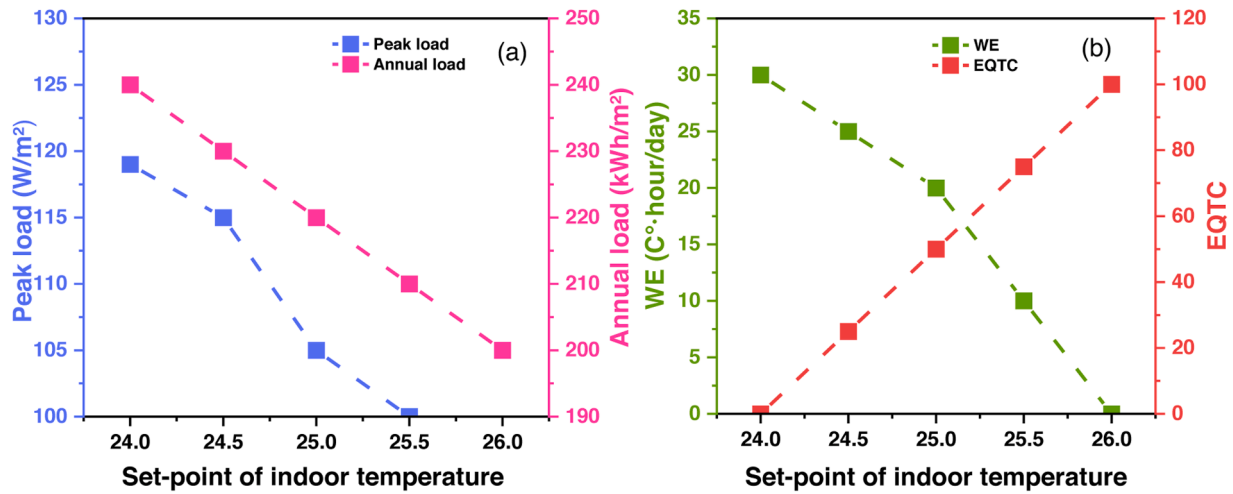 Peak load
Annual load
(a)
Peak load (W/m²)
130
125
120
115
110
105
100
250
240
230
220
210
200
190
Annual load (kWh/m²)
24.0 24.5 25.0 25.5 26.0
Set-point of indoor temperature
WE
EQTC
(b)
WE (C°·hour/day)
35
30
25
20
15
10
5
0
120
100
80
60
40
20
0
EQTC
24.0 24.5 25.0 25.5 26.0
Set-point of indoor temperature